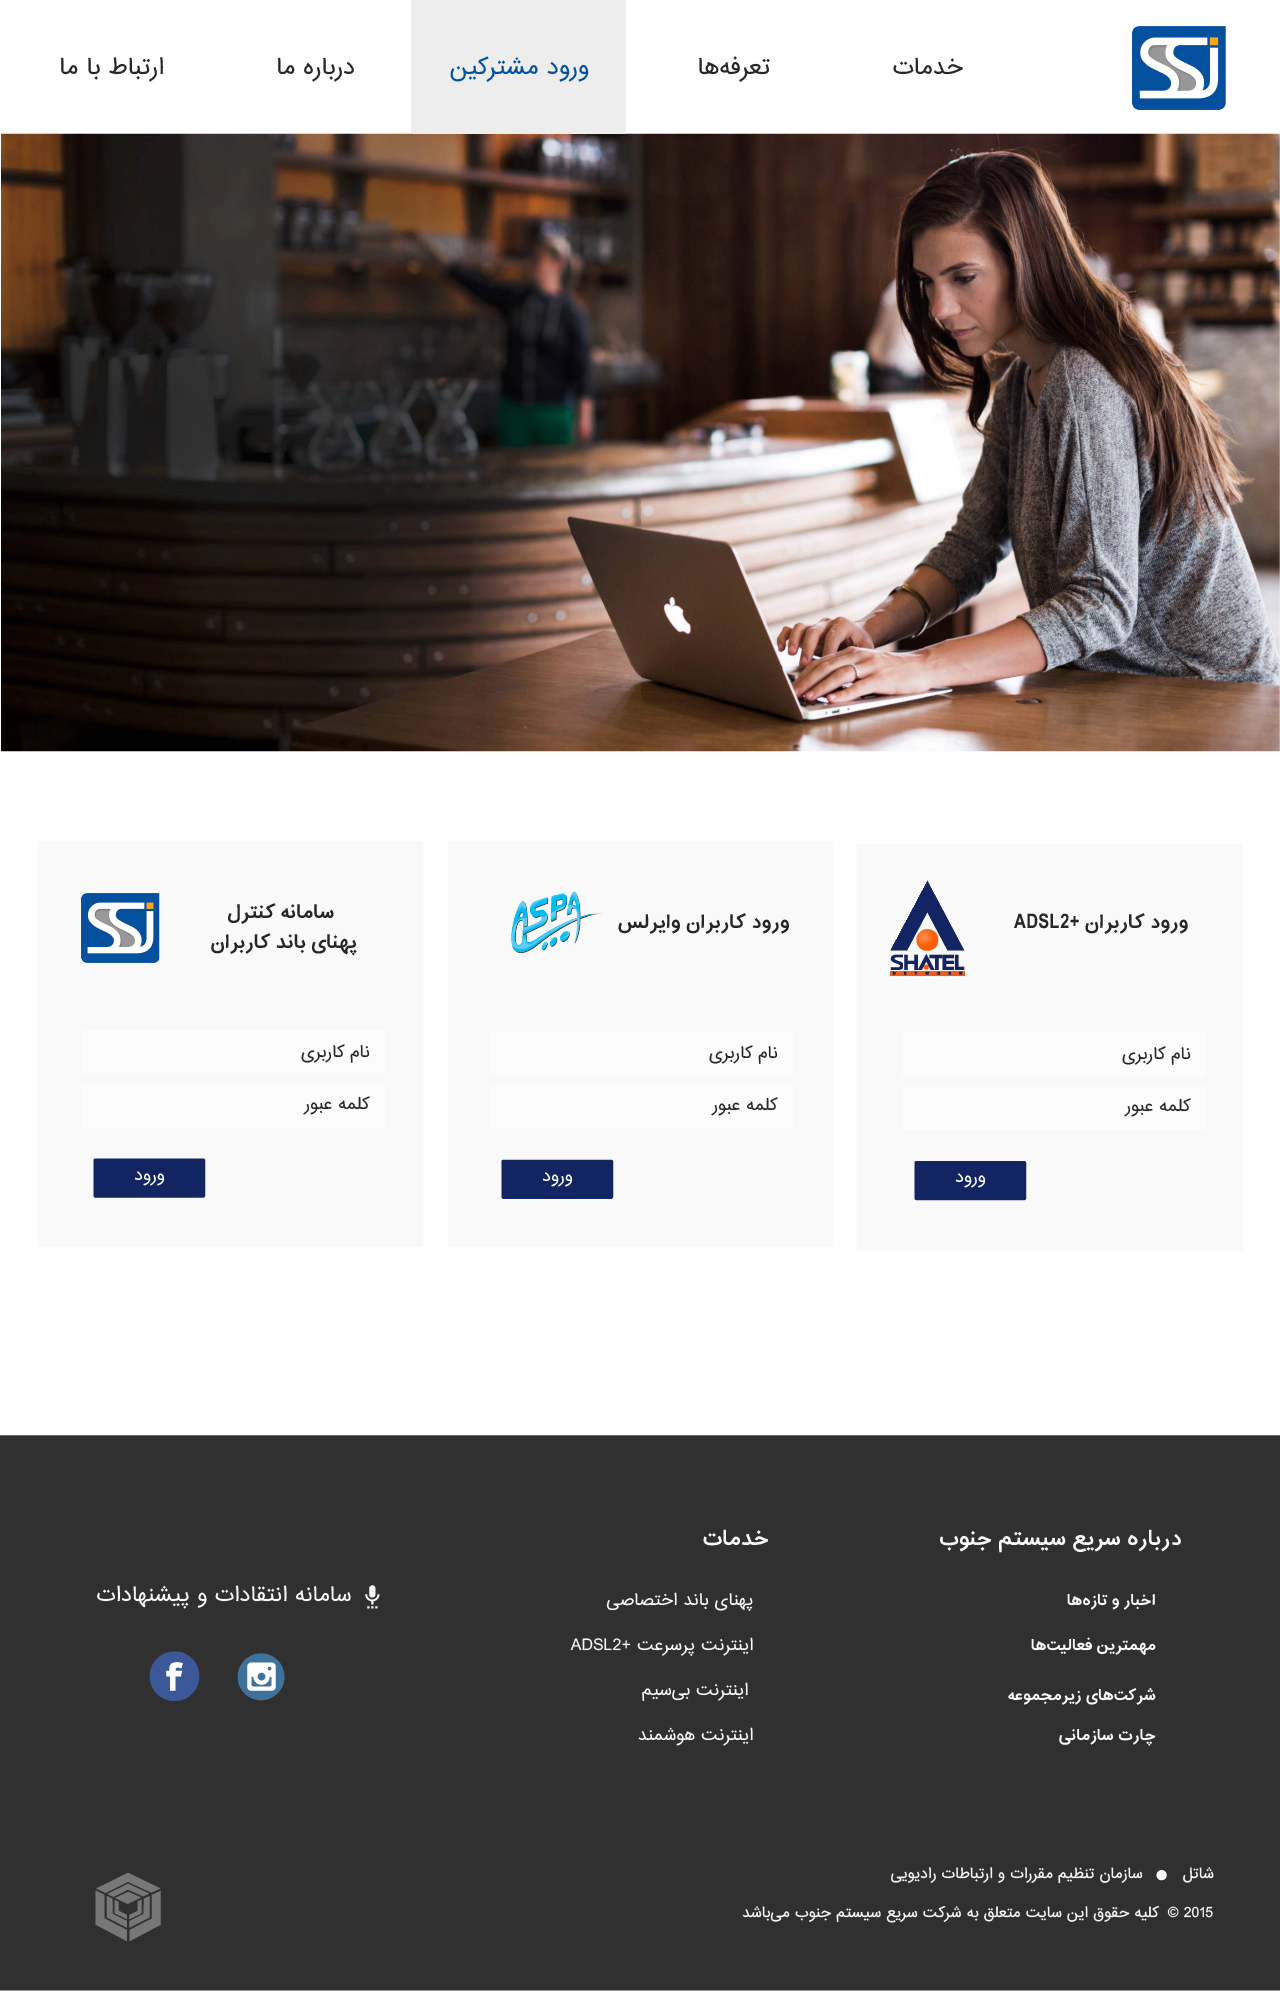 خدمات
تعرفه‌ها
ورود مشترکین
درباره ما
ارتباط با ما
ورود کاربران ADSL2+
SHATEL
NETWORK
نام کاربری
کلمه عبور
ورود
ورود کاربران وایرلس
ASPA
نام کاربری
کلمه عبور
ورود
سامانه کنترل
پهنای باند کاربران
نام کاربری
کلمه عبور
ورود
درباره سریع سیستم جنوب
اخبار و تازه‌ها
مهمترین فعالیت‌ها
شرکت‌های زیرمجموعه
چارت سازمانی
خدمات
پهنای باند اختصاصی
اینترنت پرسرعت ADSL2+
اینترنت بی‌سیم
اینترنت هوشمند
سامانه انتقادات و پیشنهادات
شاتل ● سازمان تنظیم مقررات و ارتباطات رادیویی
2015 © کلیه حقوق این سایت متعلق به شرکت سریع سیستم جنوب می‌باشد